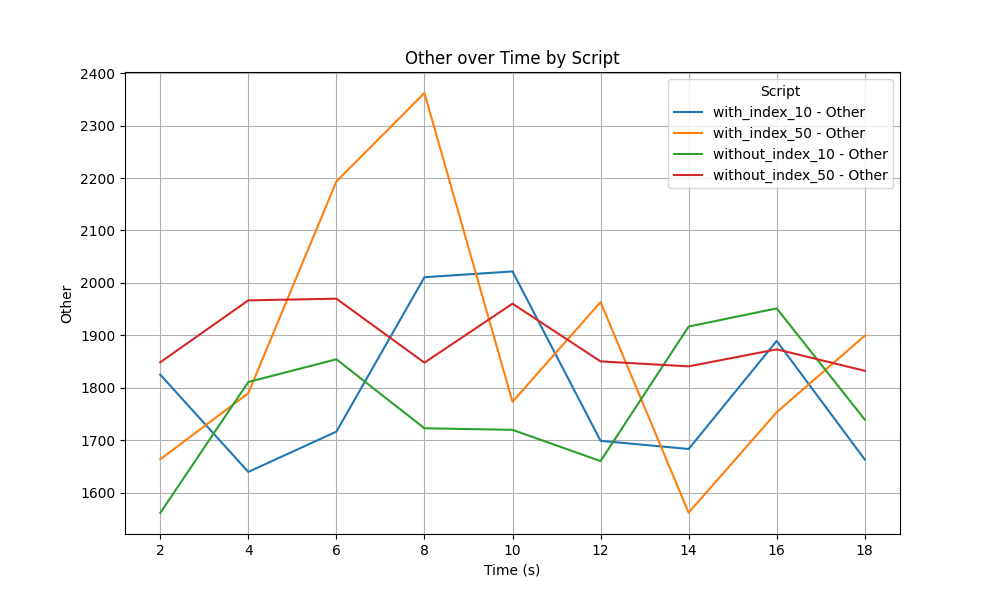 Other over Time by Script
Other
2400
2300
2200
2100
2000
1900
1800
1700
1600
Script
with_index_10 - Other
with_index_50 - Other
without_index_10 - Other
without_index_50 - Other
2 4 6 8 10 12 14 16 18
Time (s)